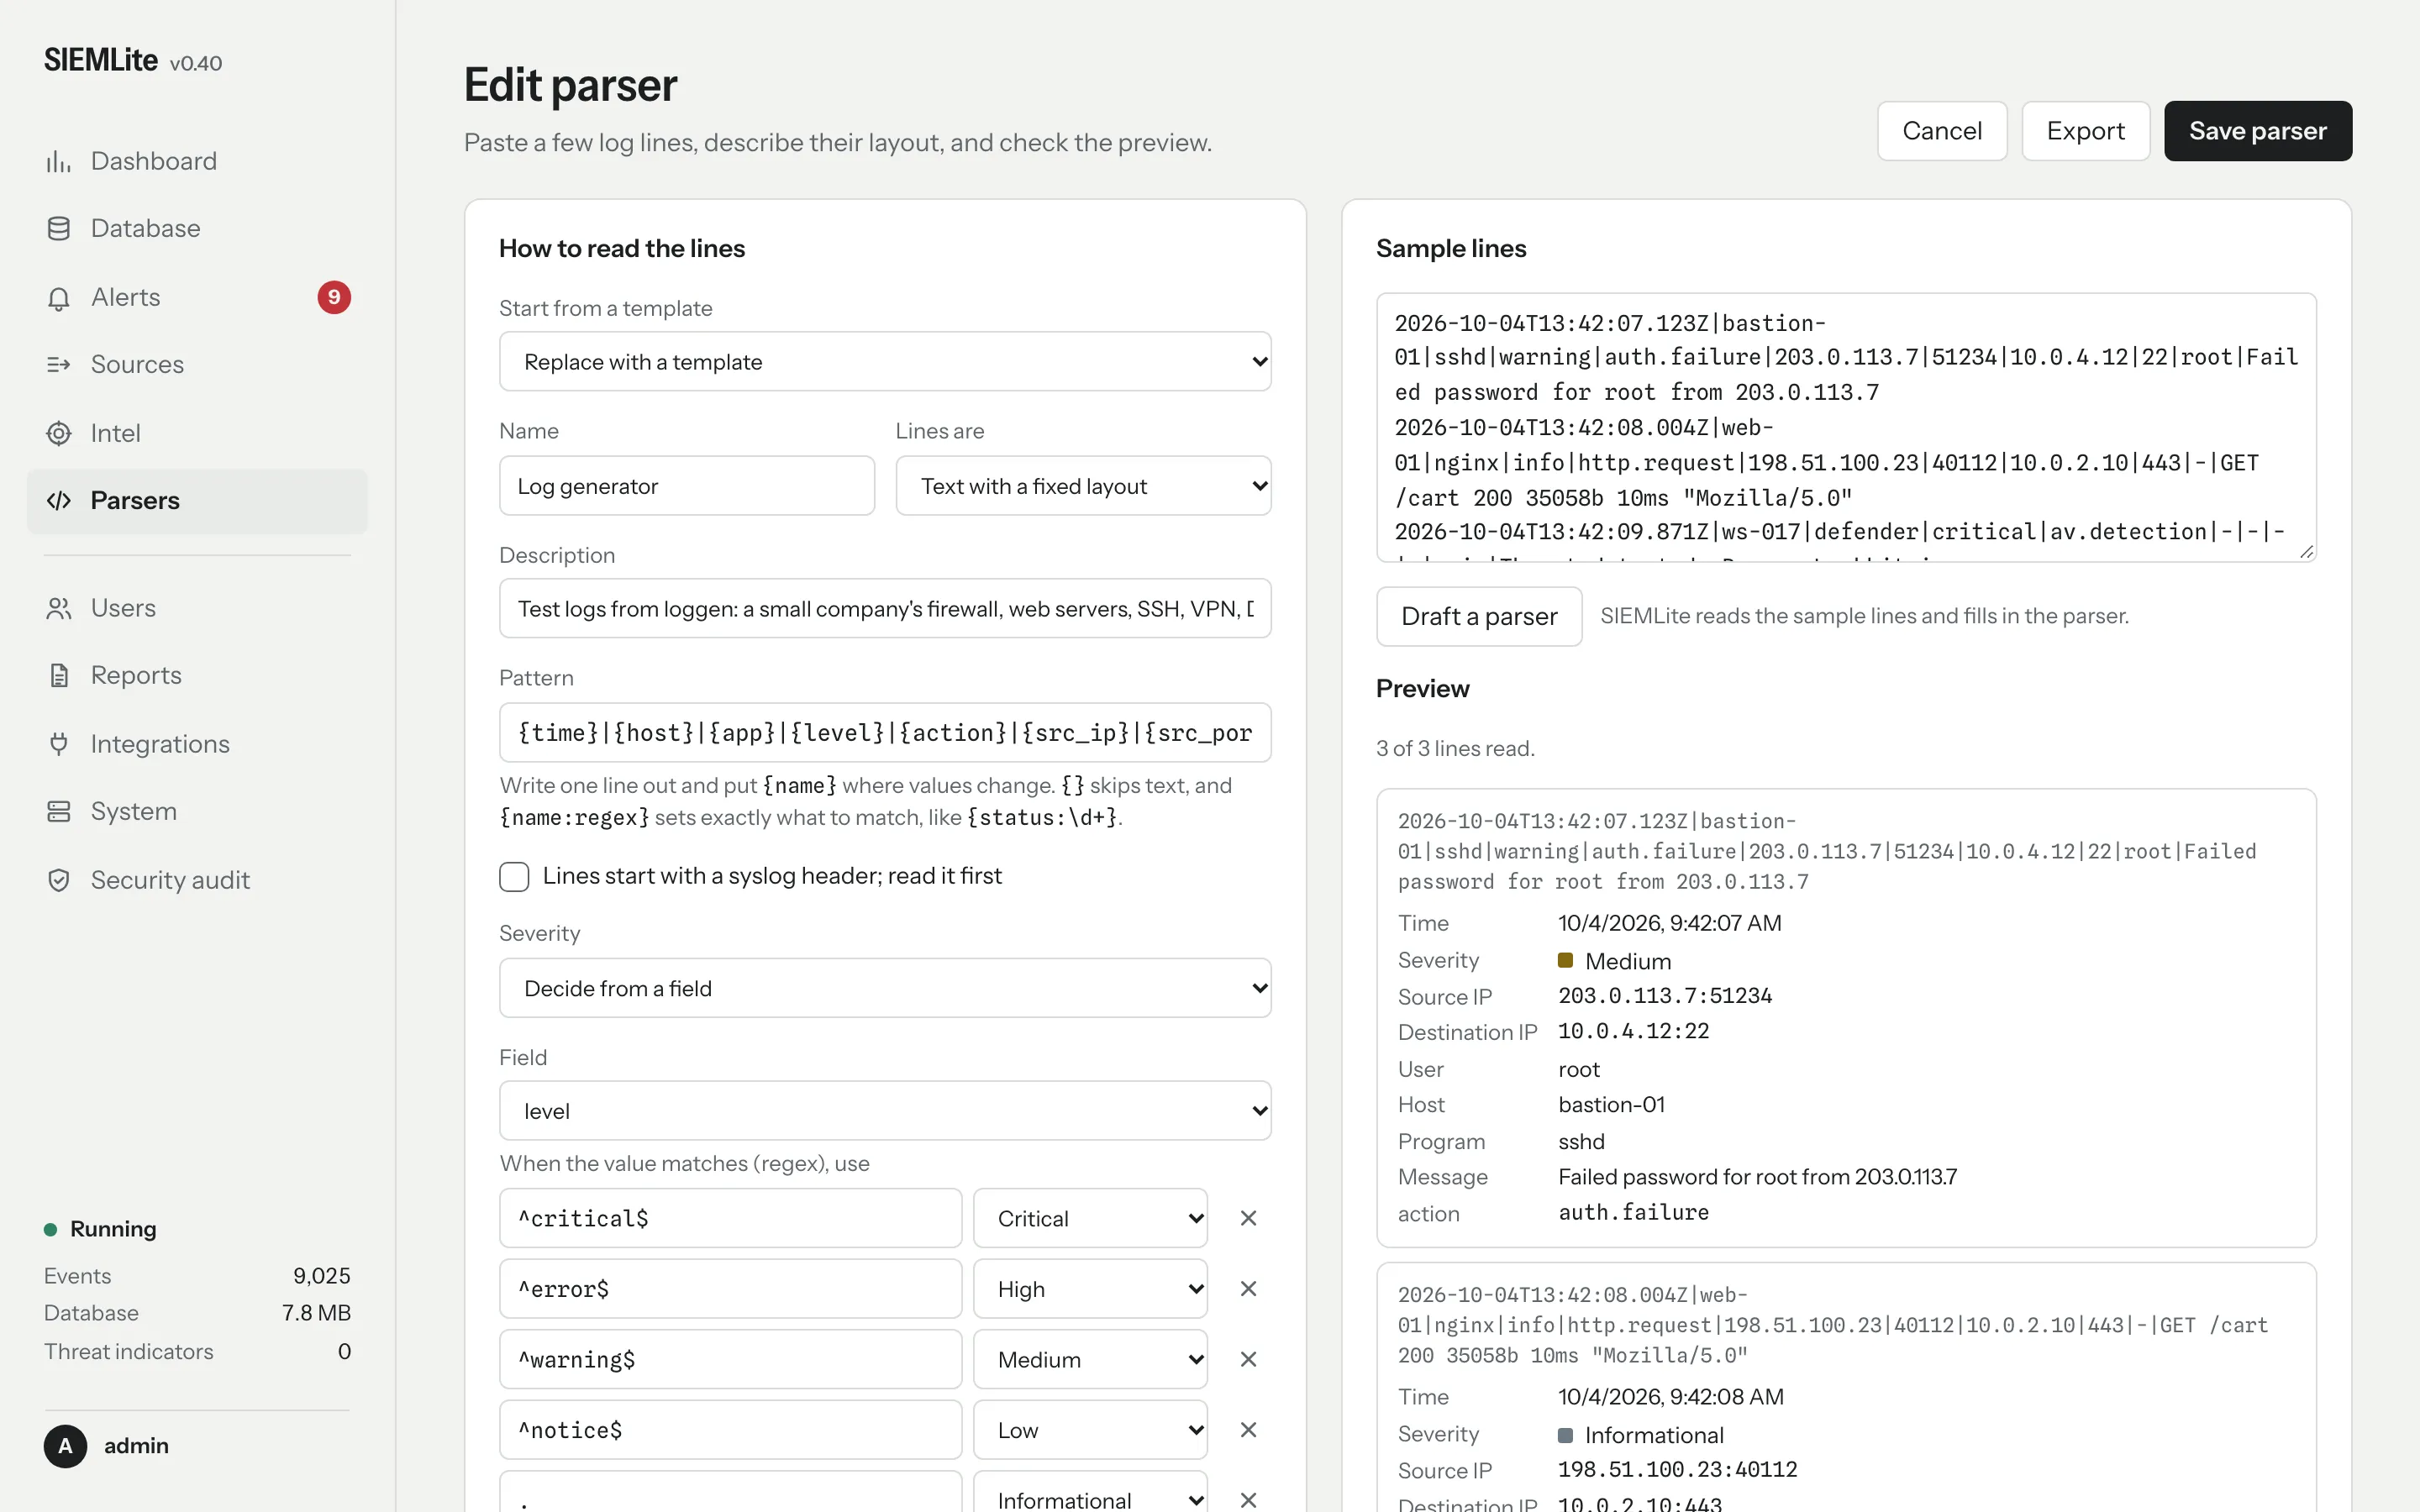 SIEMLite v0.40
Dashboard
Database
Alerts 9
Sources
Intel
Parsers
Users
Reports
Integrations
System
Security audit
Running
Events 9,025
Database 7.8 MB
Threat indicators 0
A admin
Edit parser
Paste a few log lines, describe their layout, and check the preview.
Cancel Export Save parser
How to read the lines
Start from a template
Replace with a template
Name Lines are
Log generator Text with a fixed layout
Description
Test logs from loggen: a small company's firewall, web servers, SSH, VPN,
Pattern
{time}|{host}|{app}|{level}|{action}|{src_ip}|{src_por
Write one line out and put {name} where values change. {} skips text, and
{name:regex} sets exactly what to match, like {status:\d+}.
Lines start with a syslog header; read it first
Severity
Decide from a field
Field
level
When the value matches (regex), use
^critical$ Critical
^error$ High
^warning$ Medium
^notice$ Low
. Informational
Sample lines
2026-10-04T13:42:07.123Z|bastion-
01|sshd|warning|auth.failure|203.0.113.7|51234|10.0.4.12|22|root|Fail
ed password for root from 203.0.113.7
2026-10-04T13:42:08.004Z|web-
01|nginx|info|http.request|198.51.100.23|40112|10.0.2.10|443|-|GET
/cart 200 35058b 10ms "Mozilla/5.0"
2026-10-04T13:42:09.871Z|ws-017|defender|critical|av.detection|-|-|-
Draft a parser SIEMLite reads the sample lines and fills in the parser.
Preview
3 of 3 lines read.
2026-10-04T13:42:07.123Z|bastion-
01|sshd|warning|auth.failure|203.0.113.7|51234|10.0.4.12|22|root|Failed
password for root from 203.0.113.7
Time 10/4/2026, 9:42:07 AM
Severity Medium
Source IP 203.0.113.7:51234
Destination IP 10.0.4.12:22
User root
Host bastion-01
Program sshd
Message Failed password for root from 203.0.113.7
action auth.failure
2026-10-04T13:42:08.004Z|web-
01|nginx|info|http.request|198.51.100.23|40112|10.0.2.10|443|-|GET /cart
200 35058b 10ms "Mozilla/5.0"
Time 10/4/2026, 9:42:08 AM
Severity Informational
Source IP 198.51.100.23:40112
Destination IP 10.0.2.10:443